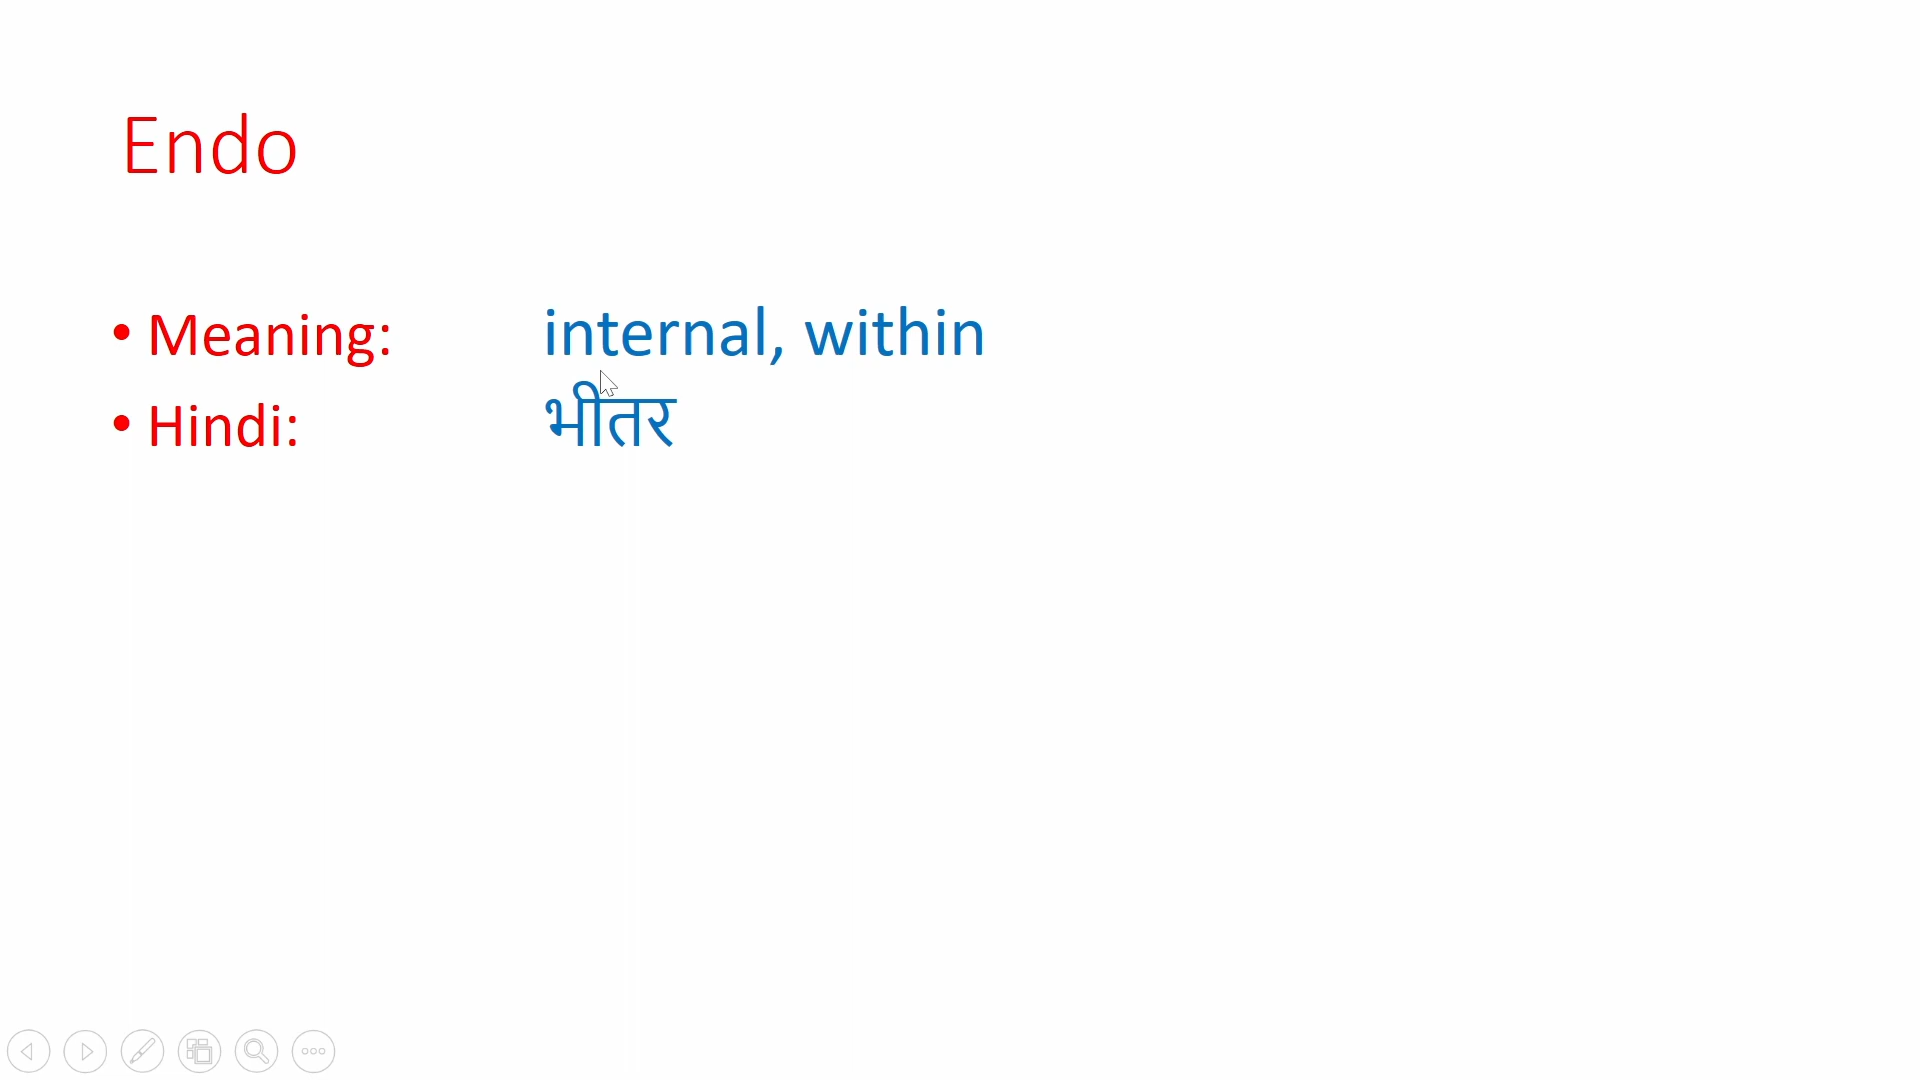 Endo
• Meaning: internal, within
• Hindi: भीतर